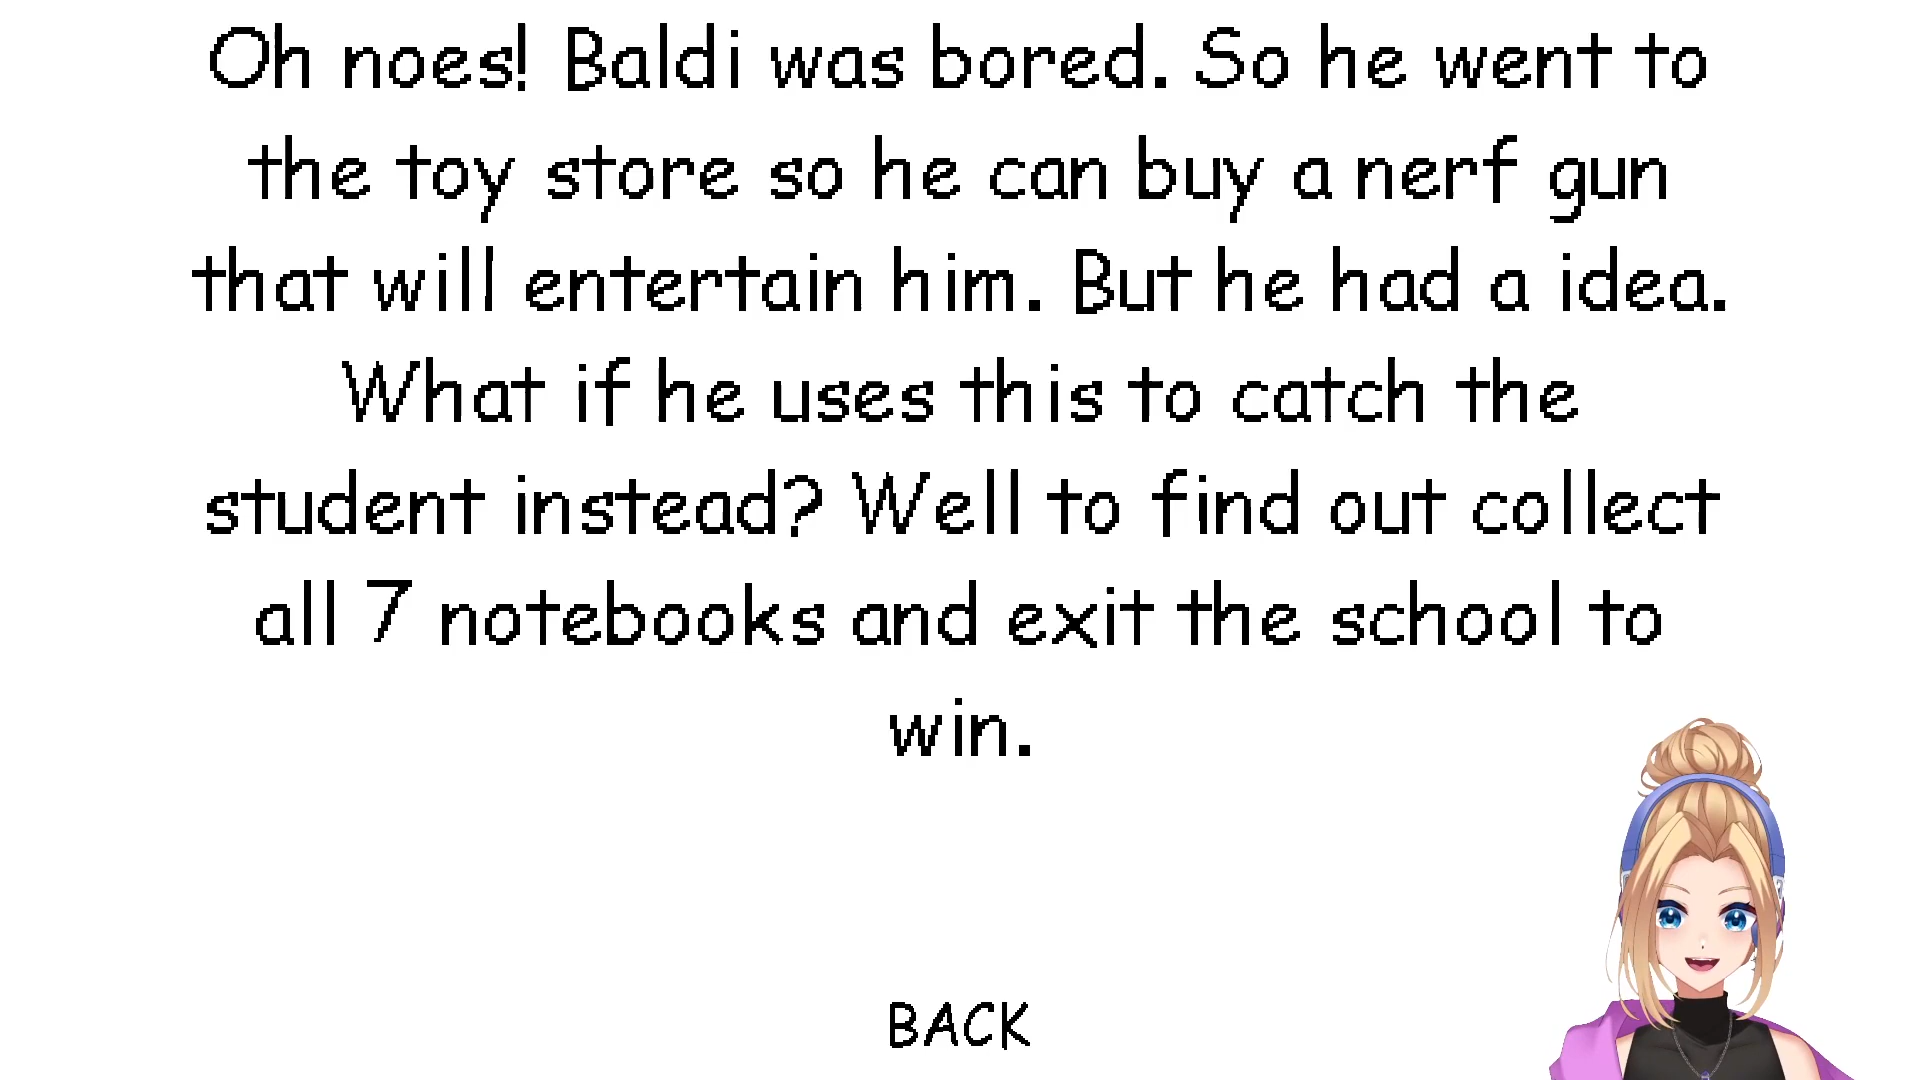 Oh noes! Baldi was bored. So he went to
the toy store so he can buy a nerf gun
that will entertain him. But he had a idea.
What if he uses this to catch the
student instead? Well to find out collect
all 7 notebooks and exit the school to
win.
BACK